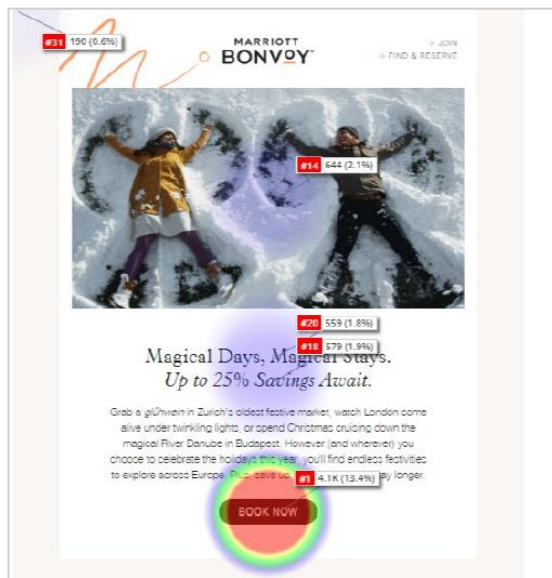 #31 190 (0.6%)
MARRIOTT
BONVOY
JOIN
FIND & RESERVE
#14 644 (2.1%)
#20 559 (1.8%)
#18 579 (1.9%)
Magical Days, Magical Stays.
Up to 25% Savings Await.
Grab a glühwein in Zurich's oldest festive market, watch London come
alive under twinkling lights, or spend Christmas cruising down the
magical River Danube in Budapest. However (and wherever) you
choose to celebrate the holidays this year, you'll find endless festivities
to explore across Europe. Plus, save up
#1 4.1K (13.4%)
longer.
BOOK NOW